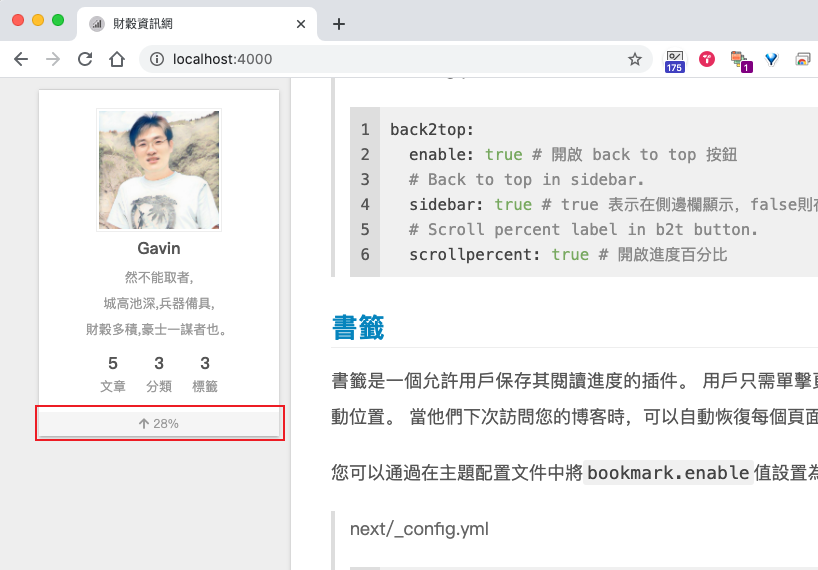 財穀資訊網
localhost:4000
175
1
Gavin
然不能取者,
城高池深,兵器備具,
財穀多積,豪士一謀者也。
5 3 3
文章 分類 標籤
↑ 28%
1 back2top:
2 enable: true # 開啟 back to top 按鈕
3 # Back to top in sidebar.
4 sidebar: true # true 表示在側邊欄顯示, false則
5 # Scroll percent label in b2t button.
6 scrollpercent: true # 開啟進度百分比
書籤
書籤是一個允許用戶保存其閱讀進度的插件。 用戶只需單擊
動位置。 當他們下次訪問您的博客時, 可以自動恢復每個頁面
您可以通過在主題配置文件中將bookmark.enable值設置為
next/_config.yml